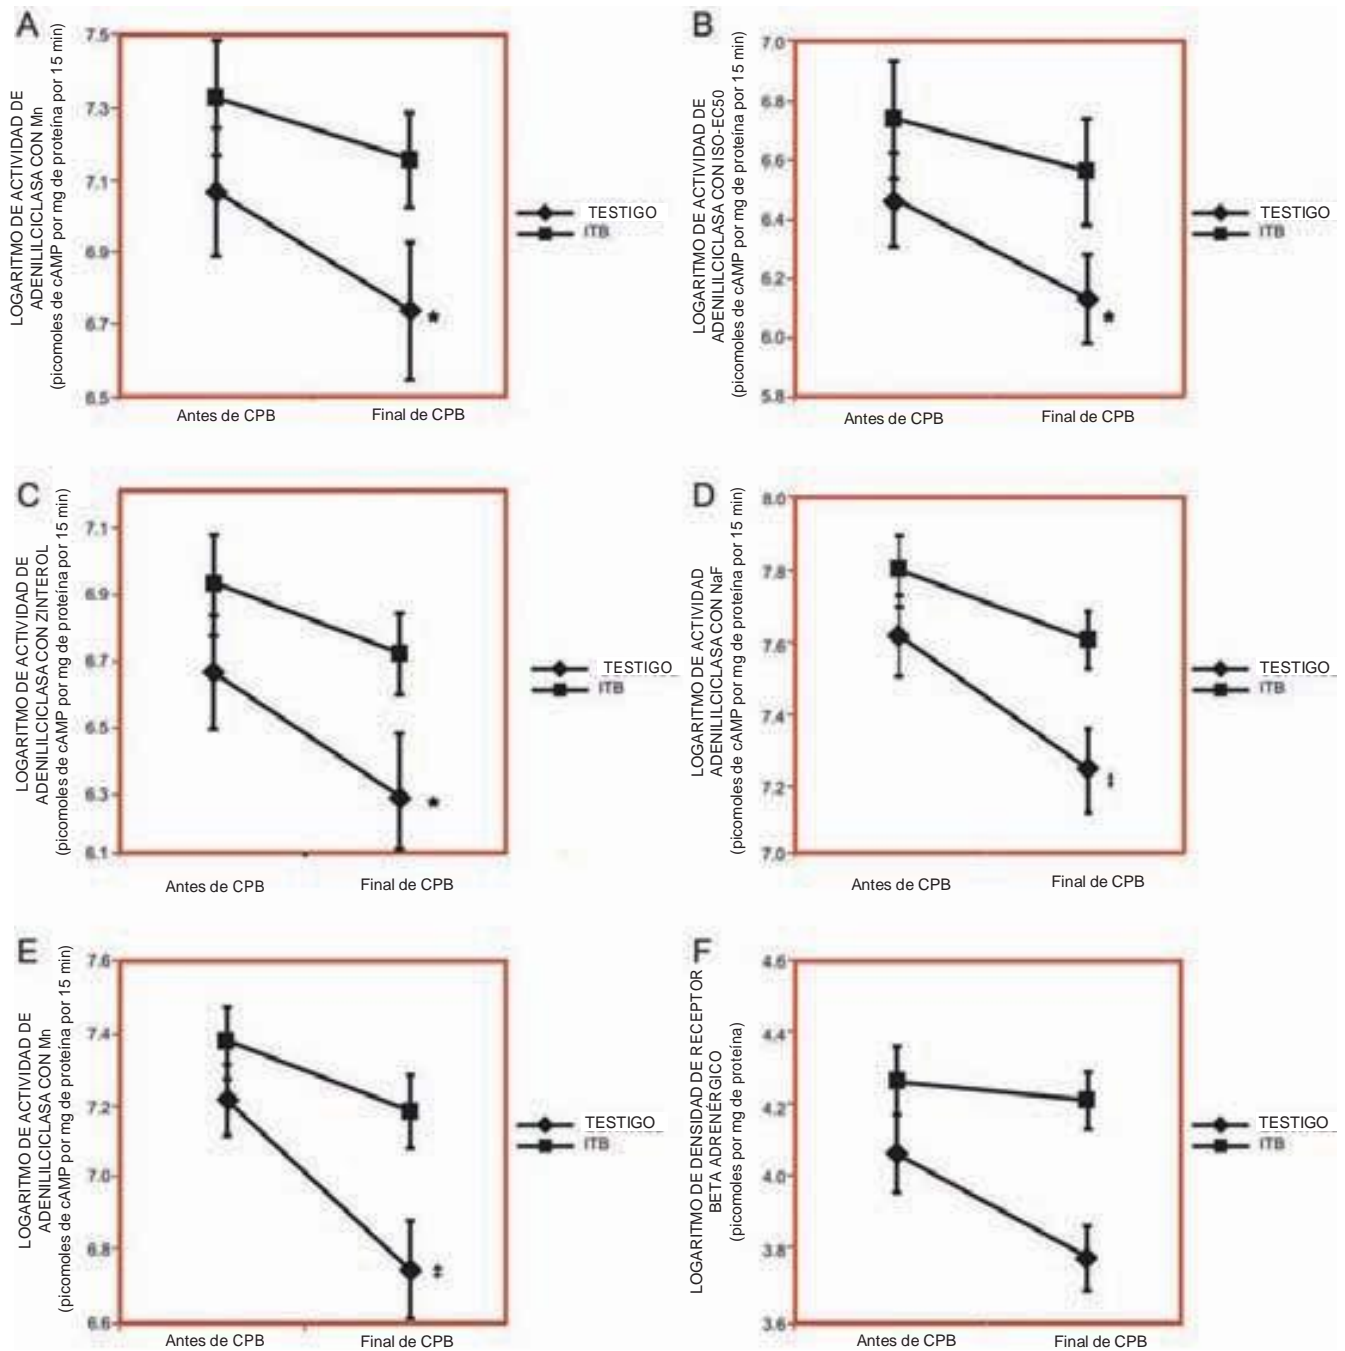 A
LOGARITMO DE ACTIVIDAD DE
ADENILILCICLASA CON Mn
(picomoles de cAMP por mg de proteína por 15 min)
7.5
7.3
7.1
6.9
6.7
6.5
Antes de CPB
Final de CPB
*
TESTIGO
ITB
B
LOGARITMO DE ACTIVIDAD DE
ADENILILCICLASA CON ISO-EC50
(picomoles de cAMP por mg de proteína por 15 min)
7.0
6.8
6.6
6.4
6.2
6.0
5.8
Antes de CPB
Final de CPB
*
TESTIGO
ITB
C
LOGARITMO DE ACTIVIDAD DE
ADENILILCICLASA CON ZINTEROL
(picomoles de cAMP por mg de proteína por 15 min)
7.1
6.9
6.7
6.5
6.3
6.1
Antes de CPB
Final de CPB
*
TESTIGO
ITB
D
LOGARITMO DE ACTIVIDAD
ADENILILCICLASA CON NaF
(picomoles de cAMP por mg de proteína por 15 min)
8.0
7.8
7.6
7.4
7.2
7.0
Antes de CPB
Final de CPB
‡
TESTIGO
ITB
E
LOGARITMO DE ACTIVIDAD DE
ADENILILCICLASA CON Mn
(picomoles de cAMP por mg de proteína por 15 min)
7.6
7.4
7.2
7.0
6.8
6.6
Antes de CPB
Final de CPB
‡
TESTIGO
ITB
F
LOGARITMO DE DENSIDAD DE RECEPTOR
BETA ADRENÉRGICO
(picomoles por mg de proteína)
4.6
4.4
4.2
4.0
3.8
3.6
Antes de CPB
Final de CPB
TESTIGO
ITB